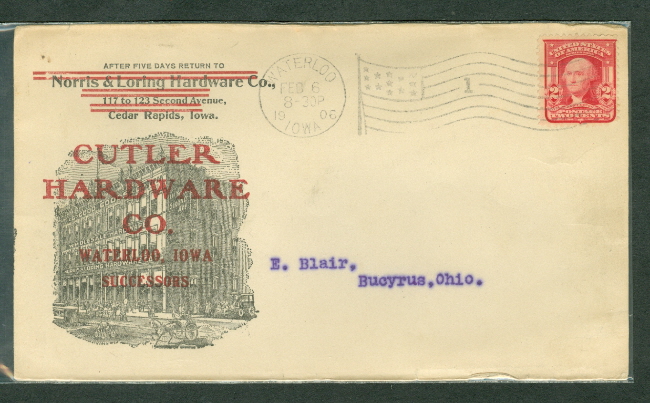 AFTER FIVE DAYS RETURN TO
Norris & Loring Hardware Co.,
117 to 123 Second Avenue,
Cedar Rapids, Iowa.
CUTLER
HARDWARE
CO.
WATERLOO, IOWA
SUCCESSORS
WATERLOO
FEB 6
8-30P
1906
IOWA
1
UNITED STATES
OF AMERICA
2 2
POSTAGE
TWO CENTS
E. Blair,
Bucyrus, Ohio.